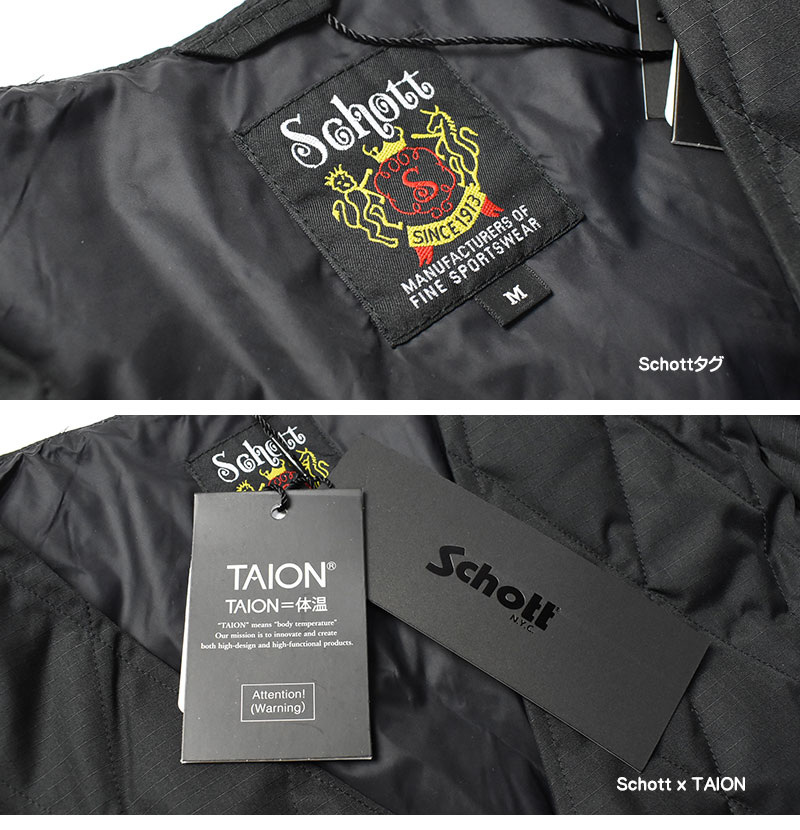 Schott
S
SINCE 1913
MANUFACTURERS OF
FINE SPORTSWEAR
M
Schottタグ
Schott
TAION®
TAION=体温
"TAION" means "body temperature"
Our mission is to innovate and create
both high-design and high-functional products.
Attention!
(Warning)
Schott
N.Y.C.
Schott x TAION